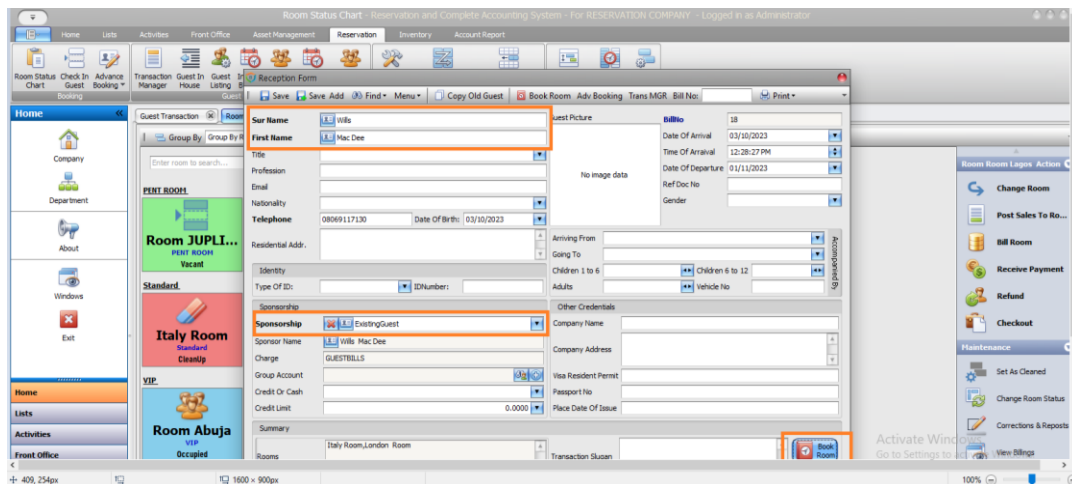 Room Status Chart - Reservation and Complete Accounting System - For RESERVATION COMPANY - Logged in as Administrator
Home Lists Activities Front Office Asset Management Reservation Inventory Account Report
Room Status Chart
Check In Guest
Advance Booking
Transaction Manager
Guest In House
Guest Listing
Booking
Reception Form
Save Save Add Find Menu Copy Old Guest Book Room Adv Booking Trans MGR Bill No: Print
Home
Company
Department
About
Windows
Exit
Home
Lists
Activities
Front Office
Guest Transaction
Group By
Enter room to search...
PENT ROOM
Room JUPLI...
PENT ROOM
Vacant
Standard
Italy Room
Standard
CleanUp
VIP
Room Abuja
VIP
Occupied
Sur Name Wills
First Name Mac Dee
Title
Profession
Email
Nationality
Telephone 08069117130 Date Of Birth: 03/10/2023
Residential Addr.
Identity
Type Of ID: IDNumber:
Sponsorship
Sponsorship ExistingGuest
Sponsor Name Wills Mac Dee
Charge GUESTBILLS
Group Account
Credit Or Cash
Credit Limit 0.0000
Summary
Rooms Italy Room,London Room
uest Picture
No image data
BillNo 18
Date Of Arrival 03/10/2023
Time Of Arraival 12:28:27 PM
Date Of Departure 01/11/2023
Ref Doc No
Gender
Arriving From
Going To
Children 1 to 6 Children 6 to 12
Adults Vehicle No
Accompanied By
Other Credentials
Company Name
Company Address
Visa Resident Permit
Passport No
Place Date Of Issue
Transaction Slugan
Book Room
Room Room Lagos Action
Change Room
Post Sales To Ro...
Bill Room
Receive Payment
Refund
Checkout
Maintenance
Set As Cleaned
Change Room Status
Corrections & Reposts
View Billings
Activate Windows
Go to Settings to
409, 254px 1600 × 900px 100%